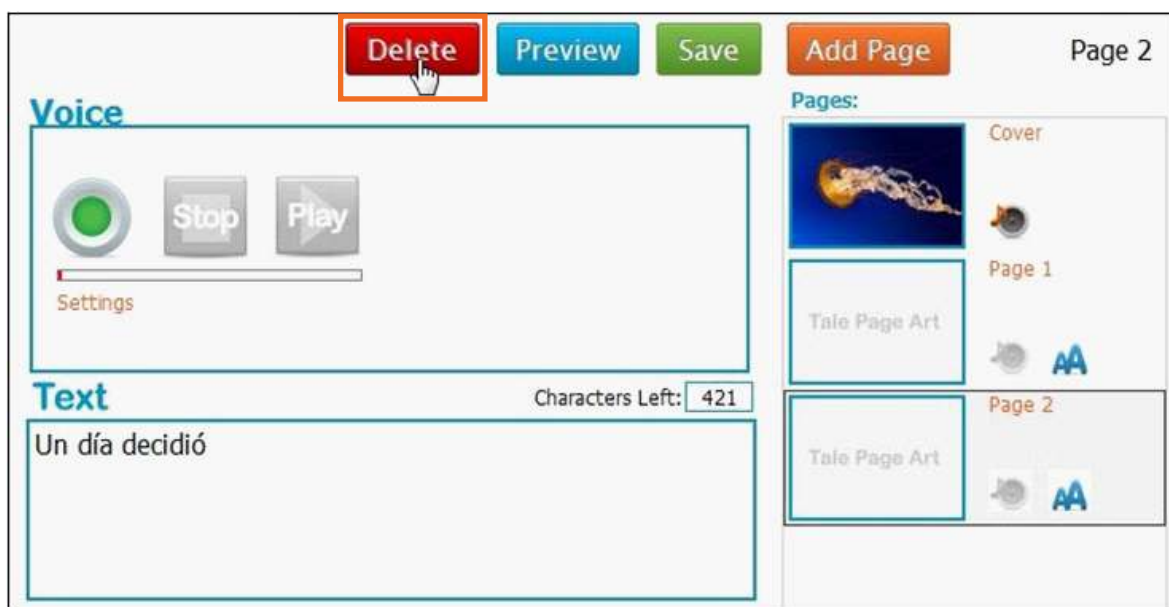 Delete Preview Save Add Page Page 2
Voice
Stop Play
Settings
Text Characters Left: 421
Un día decidió
Pages:
Cover
Page 1
Tale Page Art
AA
Page 2
Tale Page Art
AA